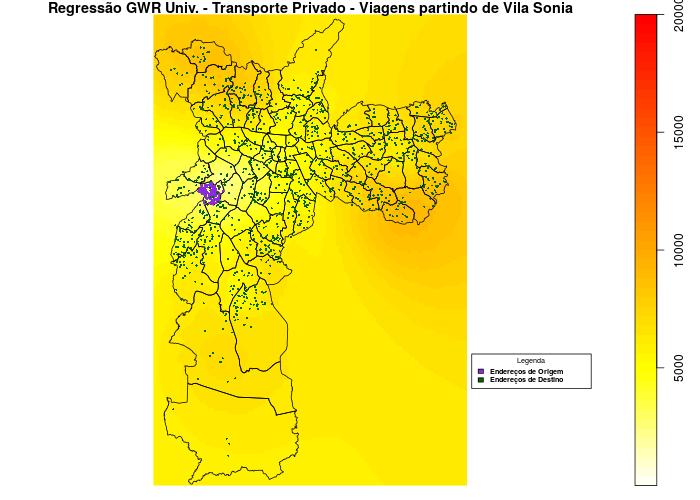 Regressão GWR Univ. - Transporte Privado - Viagens partindo de Vila Sonia
20000
15000
10000
5000
0
Legenda
Endereços de Origem
Endereços de Destino